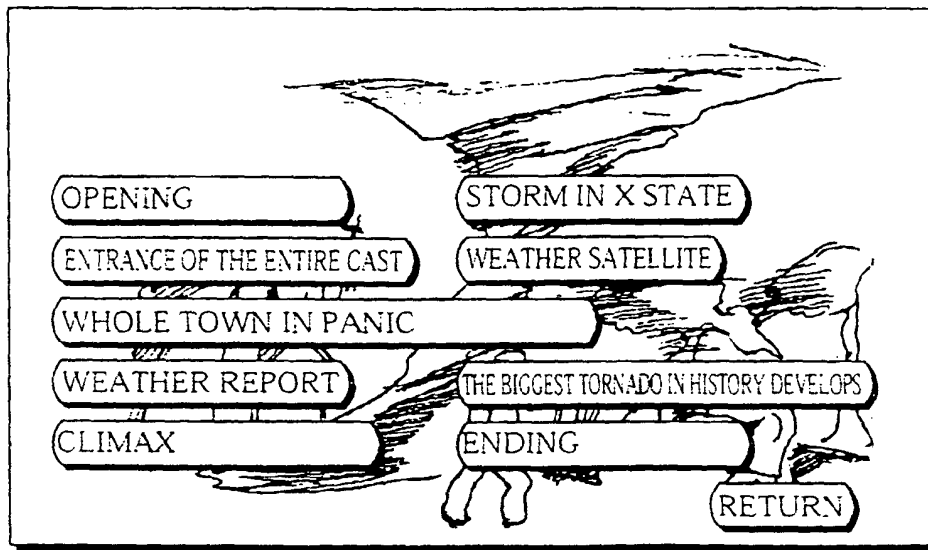 OPENING
STORM IN X STATE
ENTRANCE OF THE ENTIRE CAST
WEATHER SATELLITE
WHOLE TOWN IN PANIC
WEATHER REPORT
THE BIGGEST TORNADO IN HISTORY DEVELOPS
CLIMAX
ENDING
RETURN